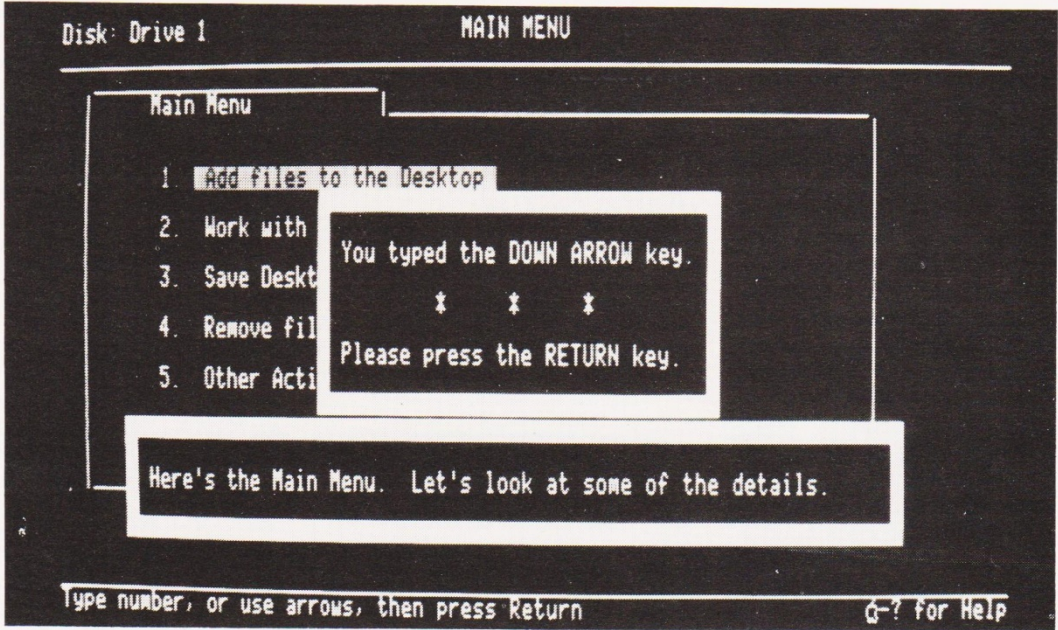 Disk: Drive 1 MAIN MENU
Main Menu
1. Add files to the Desktop
2. Work with
3. Save Deskt
4. Remove fil
5. Other Acti
You typed the DOWN ARROW key.
* * *
Please press the RETURN key.
Here's the Main Menu. Let's look at some of the details.
Type number, or use arrows, then press Return -? for Help